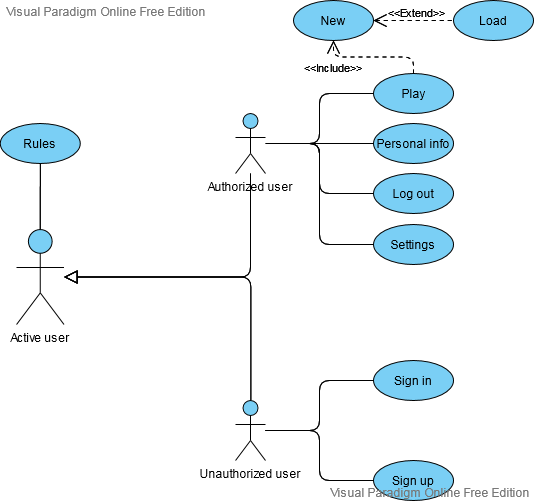 Visual Paradigm Online Free Edition
New
<<Extend>>
Load
<<Include>>
Play
Rules
Personal info
Authorized user
Log out
Settings
Active user
Sign in
Unauthorized user
Sign up
Visual Paradigm Online Free Edition